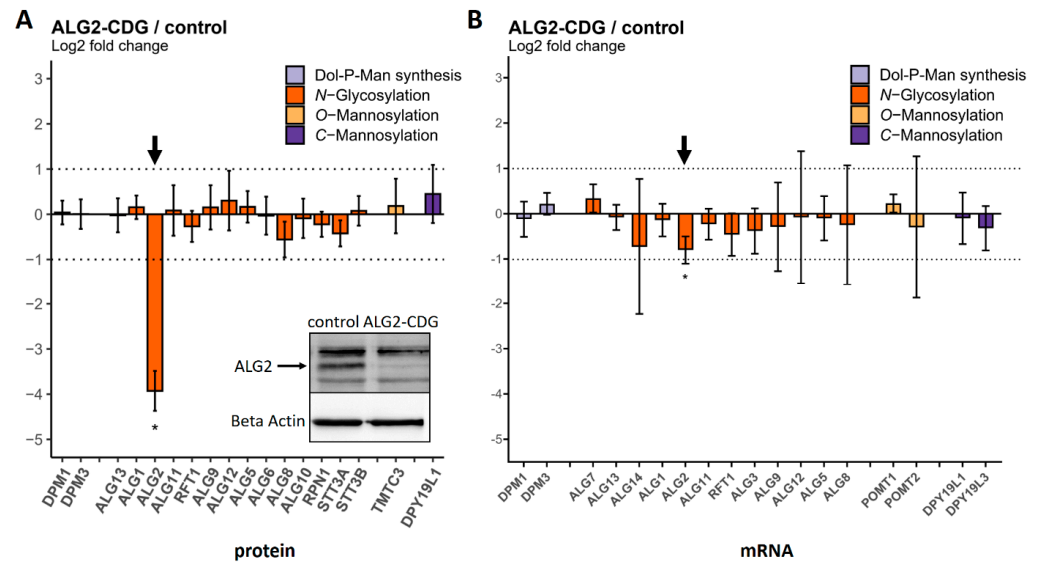 A
ALG2-CDG / control
Log2 fold change
Dol-P-Man synthesis
N-Glycosylation
O-Mannosylation
C-Mannosylation
3
2
1
0
−1
−2
−3
−4
−5
*
control ALG2-CDG
ALG2
Beta Actin
DPM1
DPM3
ALG13
ALG1
ALG2
ALG11
RFT1
ALG9
ALG12
ALG5
ALG6
ALG8
ALG10
RPN1
STT3A
STT3B
TMTC3
DPY19L1
protein
B
ALG2-CDG / control
Log2 fold change
Dol-P-Man synthesis
N-Glycosylation
O-Mannosylation
C-Mannosylation
3
2
1
0
-1
-2
-3
-4
-5
*
DPM1
DPM3
ALG7
ALG13
ALG14
ALG1
ALG2
ALG11
RFT1
ALG3
ALG9
ALG12
ALG5
ALG8
POMT1
POMT2
DPY19L1
DPY19L3
mRNA